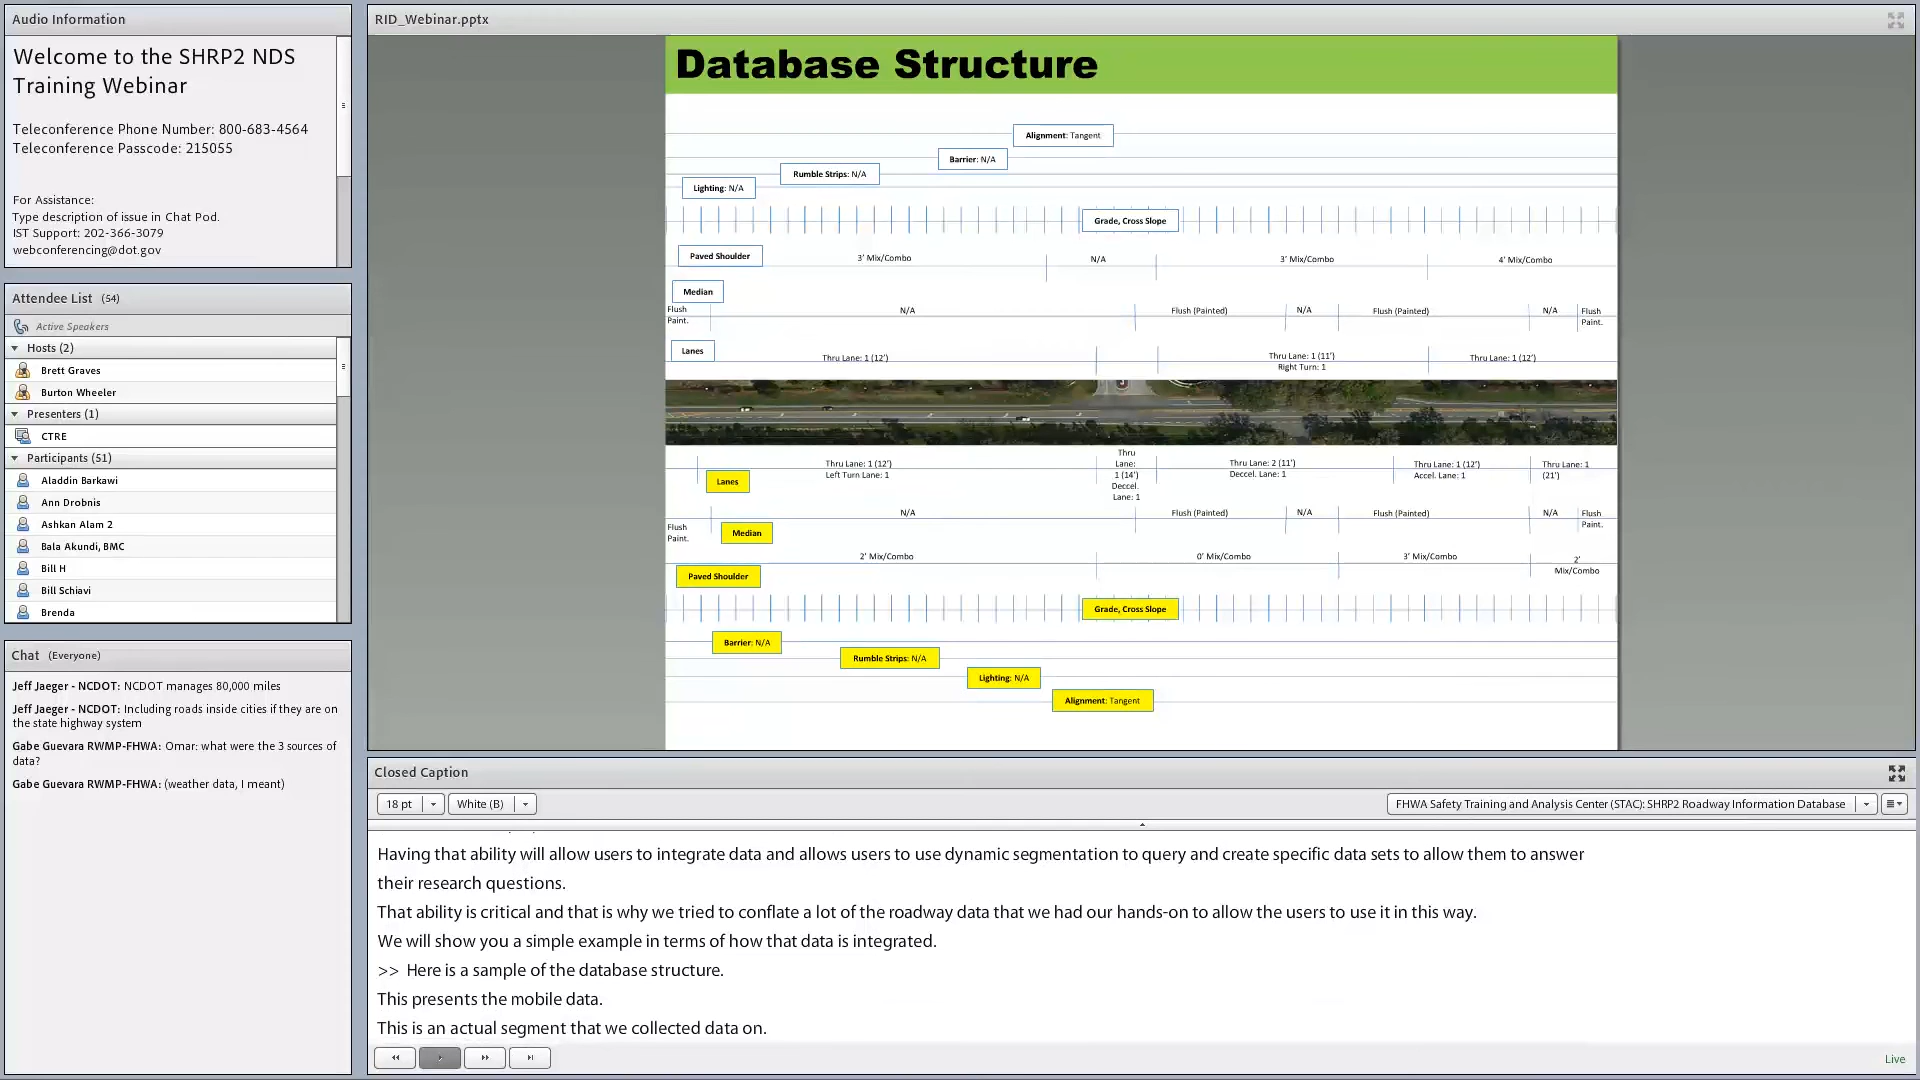 Audio Information
Welcome to the SHRP2 NDS
Training Webinar
Teleconference Phone Number: 800-683-4564
Teleconference Passcode: 215055
For Assistance:
Type description of issue in Chat Pod.
IST Support: 202-366-3079
webconferencing@dot.gov
Attendee List (54)
Active Speakers
Hosts (2)
Brett Graves
Burton Wheeler
Presenters (1)
CTRE
Participants (51)
Aladdin Barkawi
Ann Drobnis
Ashkan Alam 2
Bala Akundi, BMC
Bill H
Bill Schiavi
Brenda
Chat (Everyone)
Jeff Jaeger - NCDOT: NCDOT manages 80,000 miles
Jeff Jaeger - NCDOT: Including roads inside cities if they are on
the state highway system
Gabe Guevara RWMP-FHWA: Omar: what were the 3 sources of
data?
Gabe Guevara RWMP-FHWA: (weather data, I meant)
RID_Webinar.pptx
Database Structure
Alignment: Tangent
Barrier: N/A
Rumble Strips: N/A
Lighting: N/A
Grade, Cross Slope
Paved Shoulder
3' Mix/Combo
N/A
3' Mix/Combo
4' Mix/Combo
Median
Flush
Paint.
N/A
Flush (Painted)
N/A
Flush (Painted)
N/A
Flush
Paint.
Lanes
Thru Lane: 1 (12')
Thru Lane: 1 (11')
Right Turn: 1
Thru Lane: 1 (12')
Thru Lane: 1 (12')
Left Turn Lane: 1
Thru
Lane:
1 (14')
Deccel.
Lane: 1
Thru Lane: 2 (11')
Deccel. Lane: 1
Thru Lane: 1 (12')
Accel. Lane: 1
Thru Lane: 1
(21')
Lanes
N/A
Flush (Painted)
N/A
Flush (Painted)
N/A
Flush
Paint.
Flush
Paint.
Median
2' Mix/Combo
0' Mix/Combo
3' Mix/Combo
2'
Mix/Combo
Paved Shoulder
Grade, Cross Slope
Barrier: N/A
Rumble Strips: N/A
Lighting: N/A
Alignment: Tangent
Closed Caption
18 pt
White (B)
FHWA Safety Training and Analysis Center (STAC): SHRP2 Roadway Information Database
Having that ability will allow users to integrate data and allows users to use dynamic segmentation to query and create specific data sets to allow them to answer
their research questions.
That ability is critical and that is why we tried to conflate a lot of the roadway data that we had our hands-on to allow the users to use it in this way.
We will show you a simple example in terms of how that data is integrated.
>> Here is a sample of the database structure.
This presents the mobile data.
This is an actual segment that we collected data on.
Live